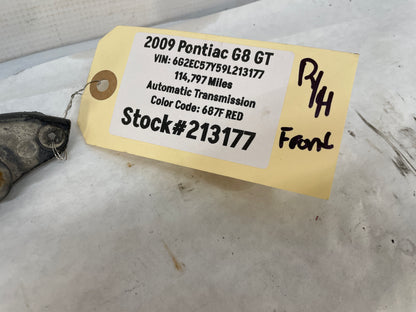 2009 Pontiac G8 GT
VIN: 6G2EC57Y59L213177
114,797 Miles
Automatic Transmission
Color Code: 687F RED
Stock#213177
R/H
Front